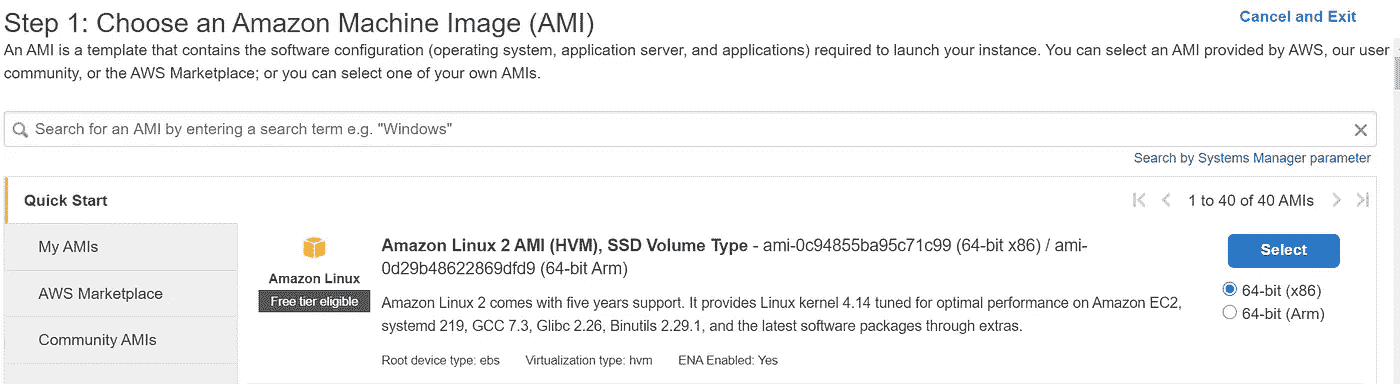 Step 1: Choose an Amazon Machine Image (AMI)
Cancel and Exit
An AMI is a template that contains the software configuration (operating system, application server, and applications) required to launch your instance. You can select an AMI provided by AWS, our user
community, or the AWS Marketplace; or you can select one of your own AMIs.
Search for an AMI by entering a search term e.g. "Windows"
Search by Systems Manager parameter
Quick Start
My AMIs
AWS Marketplace
Community AMIs
1 to 40 of 40 AMIs
Amazon Linux
Free tier eligible
Amazon Linux 2 AMI (HVM), SSD Volume Type - ami-0c94855ba95c71c99 (64-bit x86) / ami-
0d29b48622869dfd9 (64-bit Arm)
Amazon Linux 2 comes with five years support. It provides Linux kernel 4.14 tuned for optimal performance on Amazon EC2,
systemd 219, GCC 7.3, Glibc 2.26, Binutils 2.29.1, and the latest software packages through extras.
Root device type: ebs Virtualization type: hvm ENA Enabled: Yes
Select
64-bit (x86)
64-bit (Arm)